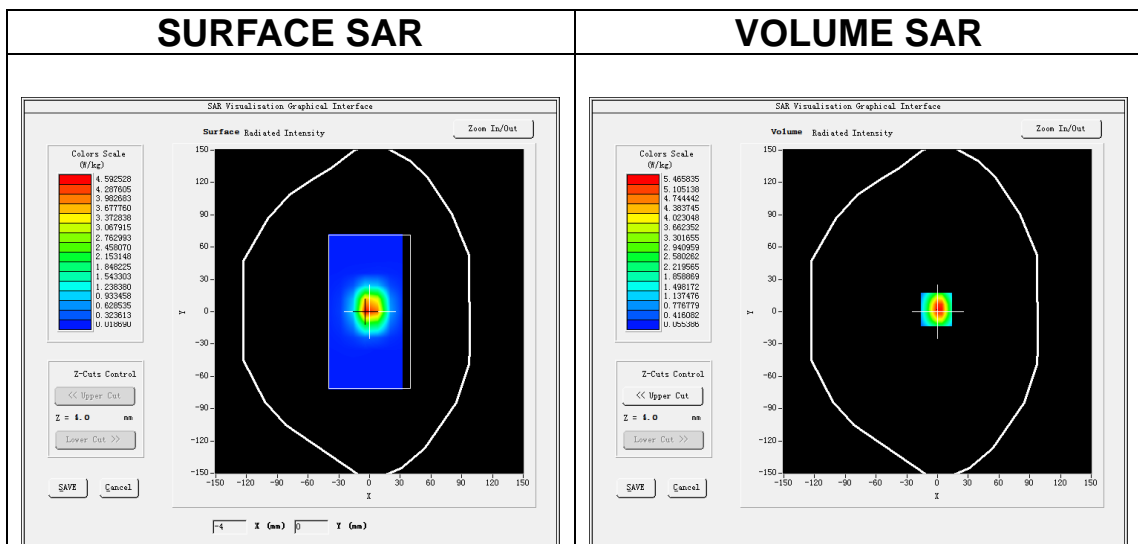 SURFACE SAR
VOLUME SAR
SAR Visualisation Graphical Interface
Surface Radiated Intensity
Zoom In/Out
Colors Scale
(W/kg)
4.592528
4.287605
3.982683
3.677760
3.372838
3.067915
2.762993
2.458070
2.153148
1.848225
1.543303
1.238380
0.933458
0.628535
0.323613
0.018690
150
120
90
60
30
0
-30
-60
-90
-120
-150
Y
-150 -120 -90 -60 -30 0 30 60 90 120 150
X
Z-Cuts Control
<< Upper Cut
Z = 4.0 mm
Lower Cut >>
SAVE
Cancel
-4 X (mm) 0 Y (mm)
SAR Visualisation Graphical Interface
Volume Radiated Intensity
Zoom In/Out
Colors Scale
(W/kg)
5.465835
5.105138
4.744442
4.383745
4.023048
3.662352
3.301655
2.940959
2.580262
2.219565
1.858869
1.498172
1.137476
0.776779
0.416082
0.055386
150
120
90
60
30
0
-30
-60
-90
-120
-150
Y
-150 -120 -90 -60 -30 0 30 60 90 120 150
X
Z-Cuts Control
<< Upper Cut
Z = 4.0 mm
Lower Cut >>
SAVE
Cancel